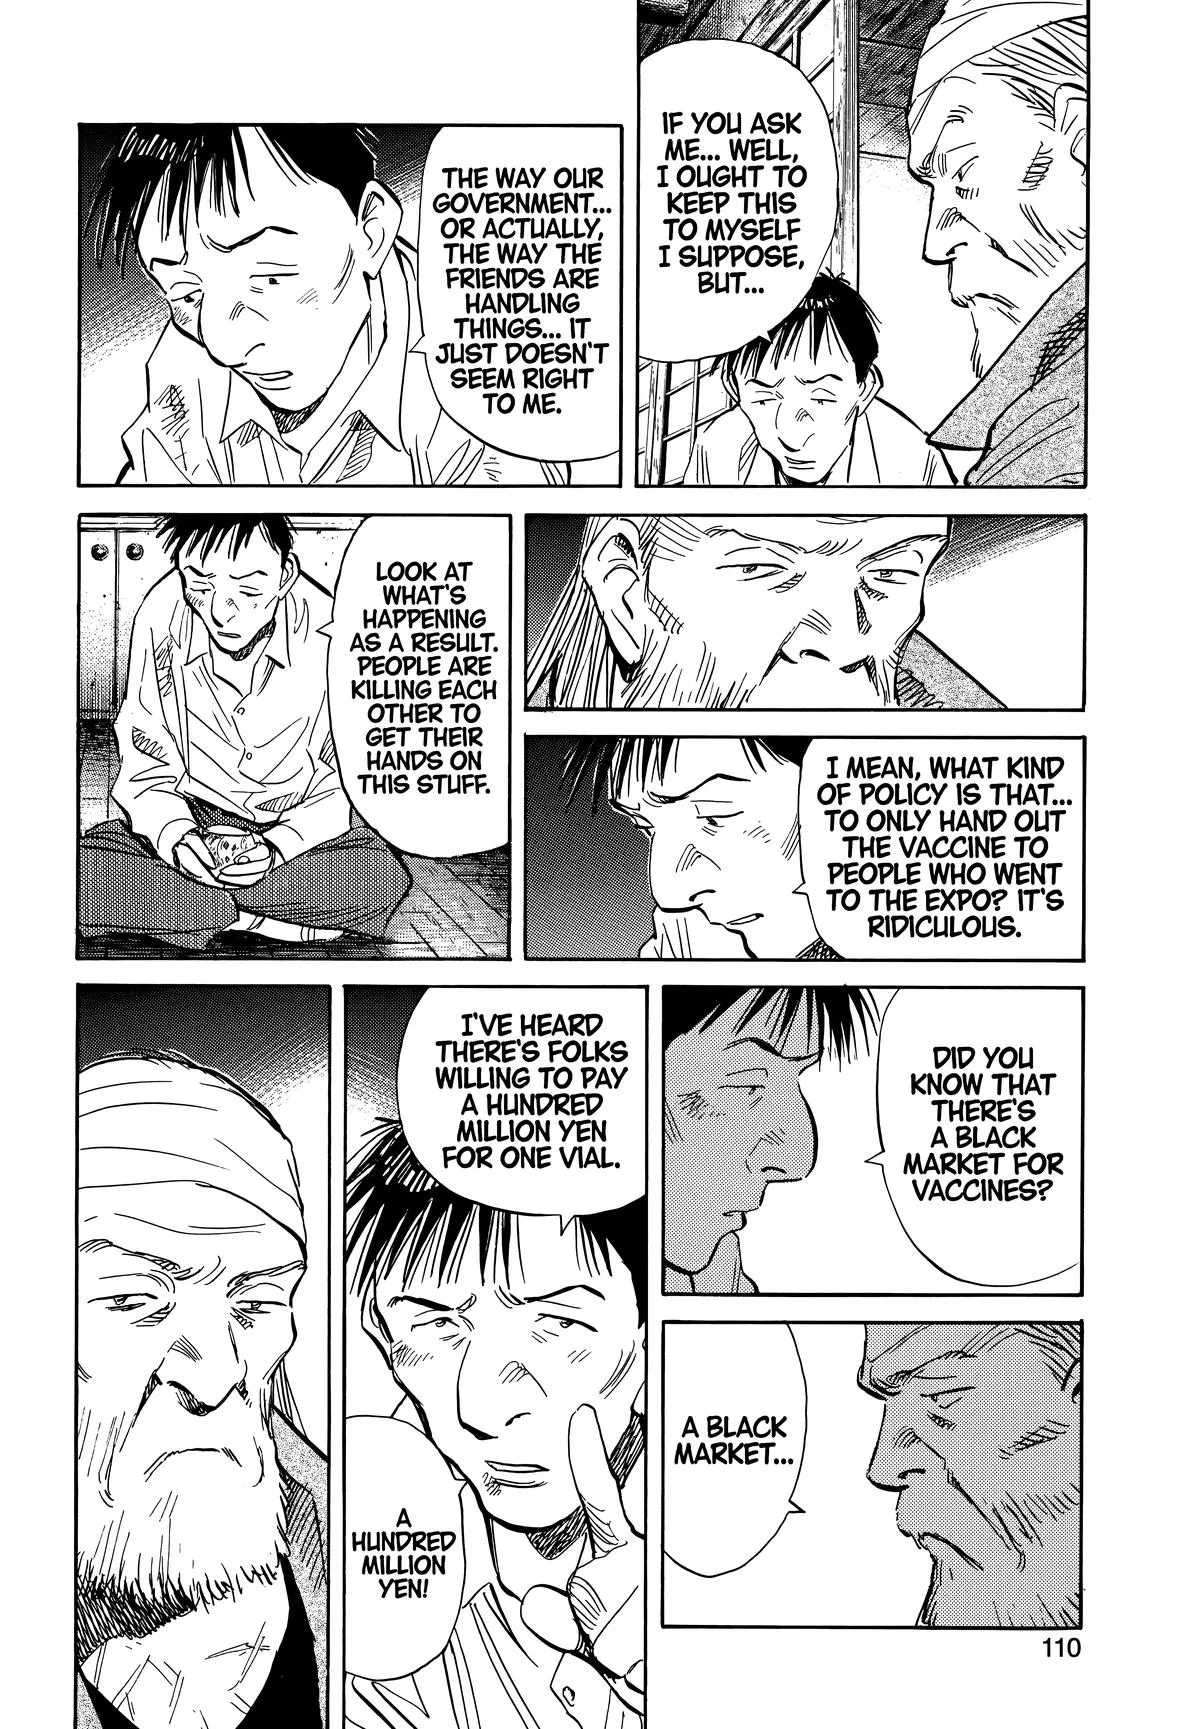 IF YOU ASK
ME... WELL,
I OUGHT TO
KEEP THIS
TO MYSELF
I SUPPOSE,
BUT...
THE WAY OUR
GOVERNMENT...
OR ACTUALLY,
THE WAY THE
FRIENDS ARE
HANDLING
THINGS... IT
JUST DOESN'T
SEEM RIGHT
TO ME.
I MEAN, WHAT KIND
OF POLICY IS THAT...
TO ONLY HAND OUT
THE VACCINE TO
PEOPLE WHO WENT
TO THE EXPO? IT'S
RIDICULOUS.
LOOK AT
WHAT'S
HAPPENING
AS A RESULT.
PEOPLE ARE
KILLING EACH
OTHER TO
GET THEIR
HANDS ON
THIS STUFF.
DID YOU
KNOW THAT
THERE'S
A BLACK
MARKET FOR
VACCINES?
A BLACK
MARKET...
I'VE HEARD
THERE'S FOLKS
WILLING TO PAY
A HUNDRED
MILLION YEN
FOR ONE VIAL.
A
HUNDRED
MILLION
YEN!
110